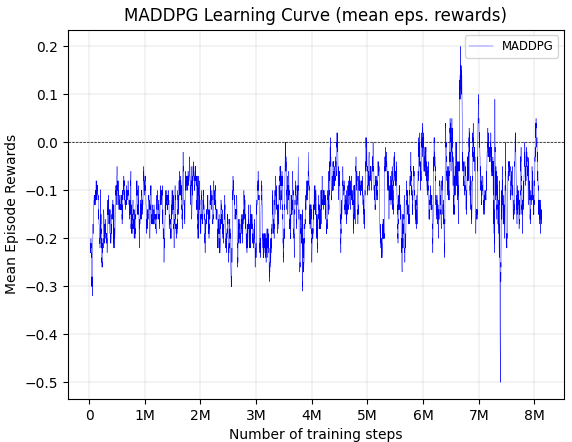 MADDPG Learning Curve (mean eps. rewards)
MADDPG
0.2
0.1
0.0
−0.1
−0.2
−0.3
−0.4
−0.5
Mean Episode Rewards
0 1M 2M 3M 4M 5M 6M 7M 8M
Number of training steps